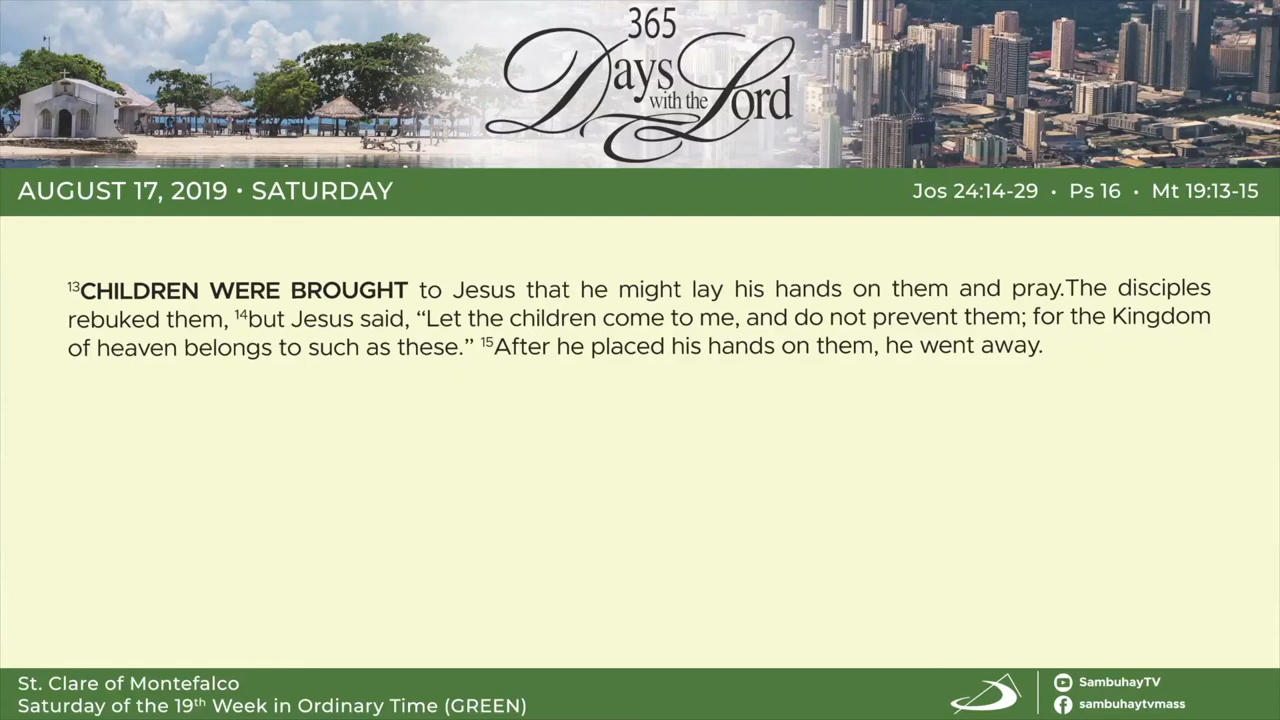 365
Days
with the
Lord
AUGUST 17, 2019 • SATURDAY
Jos 24:14-29 • Ps 16 • Mt 19:13-15
¹³CHILDREN WERE BROUGHT to Jesus that he might lay his hands on them and pray.The disciples
rebuked them, ¹⁴but Jesus said, “Let the children come to me, and do not prevent them; for the Kingdom
of heaven belongs to such as these.” ¹⁵After he placed his hands on them, he went away.
St. Clare of Montefalco
Saturday of the 19ᵗʰ Week in Ordinary Time (GREEN)
SambuhayTV
sambuhaytvmass